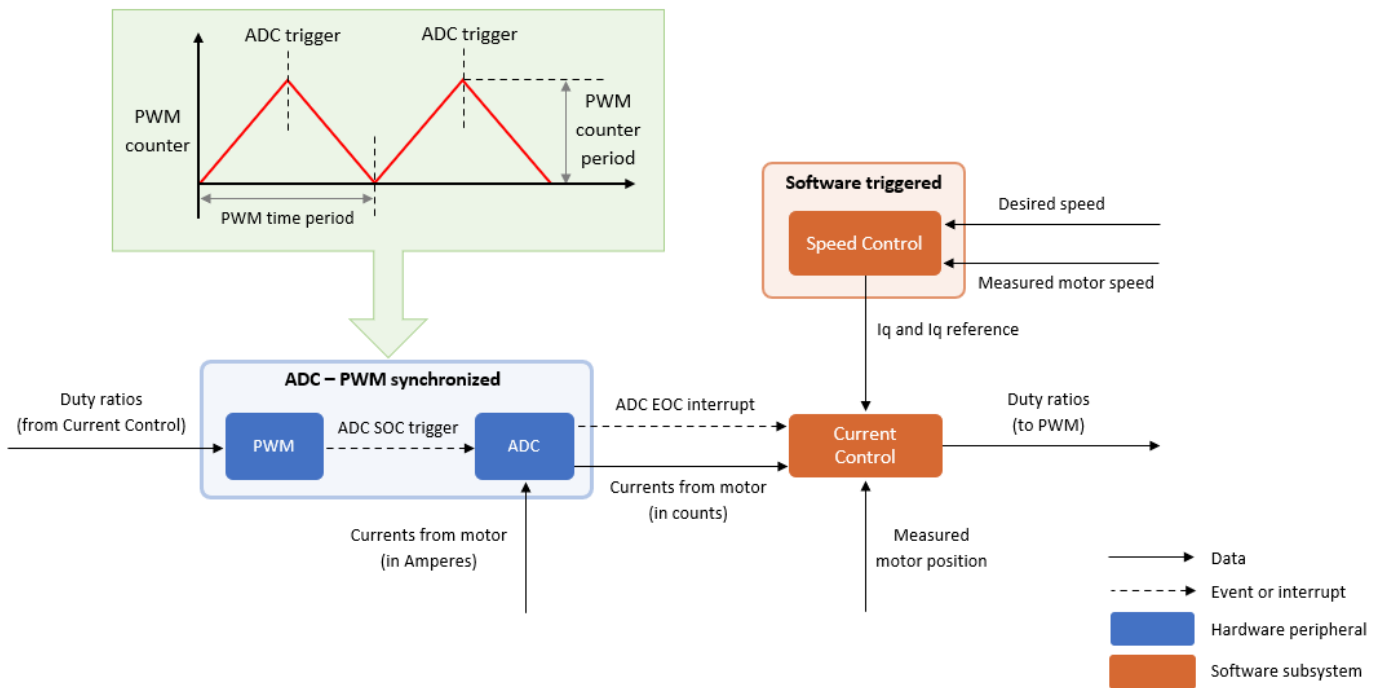 ADC trigger
ADC trigger
PWM
counter
PWM
counter
period
PWM time period
Software triggered
Speed Control
Desired speed
Measured motor speed
Iq and Iq reference
ADC – PWM synchronized
Duty ratios
(from Current Control)
PWM
ADC SOC trigger
ADC
ADC EOC interrupt
Currents from motor
(in counts)
Current
Control
Duty ratios
(to PWM)
Currents from motor
(in Amperes)
Measured
motor position
Data
Event or interrupt
Hardware peripheral
Software subsystem